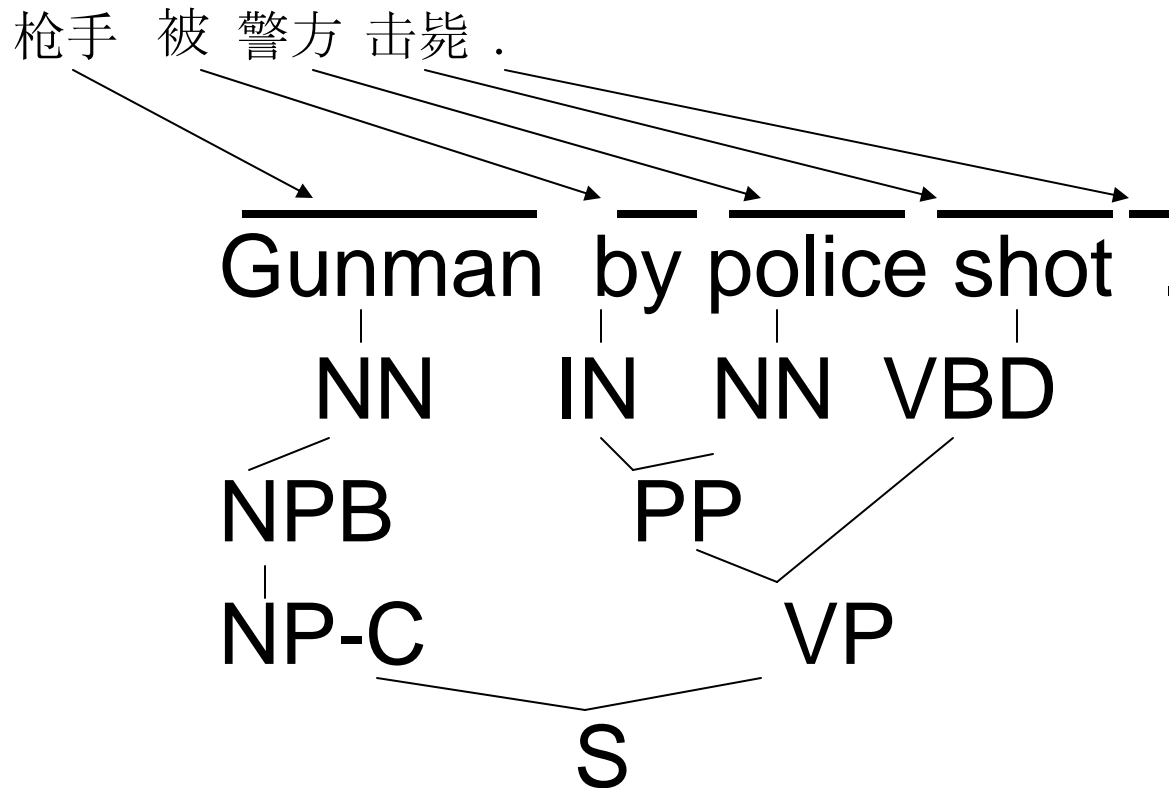 枪手 被 警方 击毙 .
Gunman by police shot .
NN IN NN VBD
NPB PP
NP-C VP
S